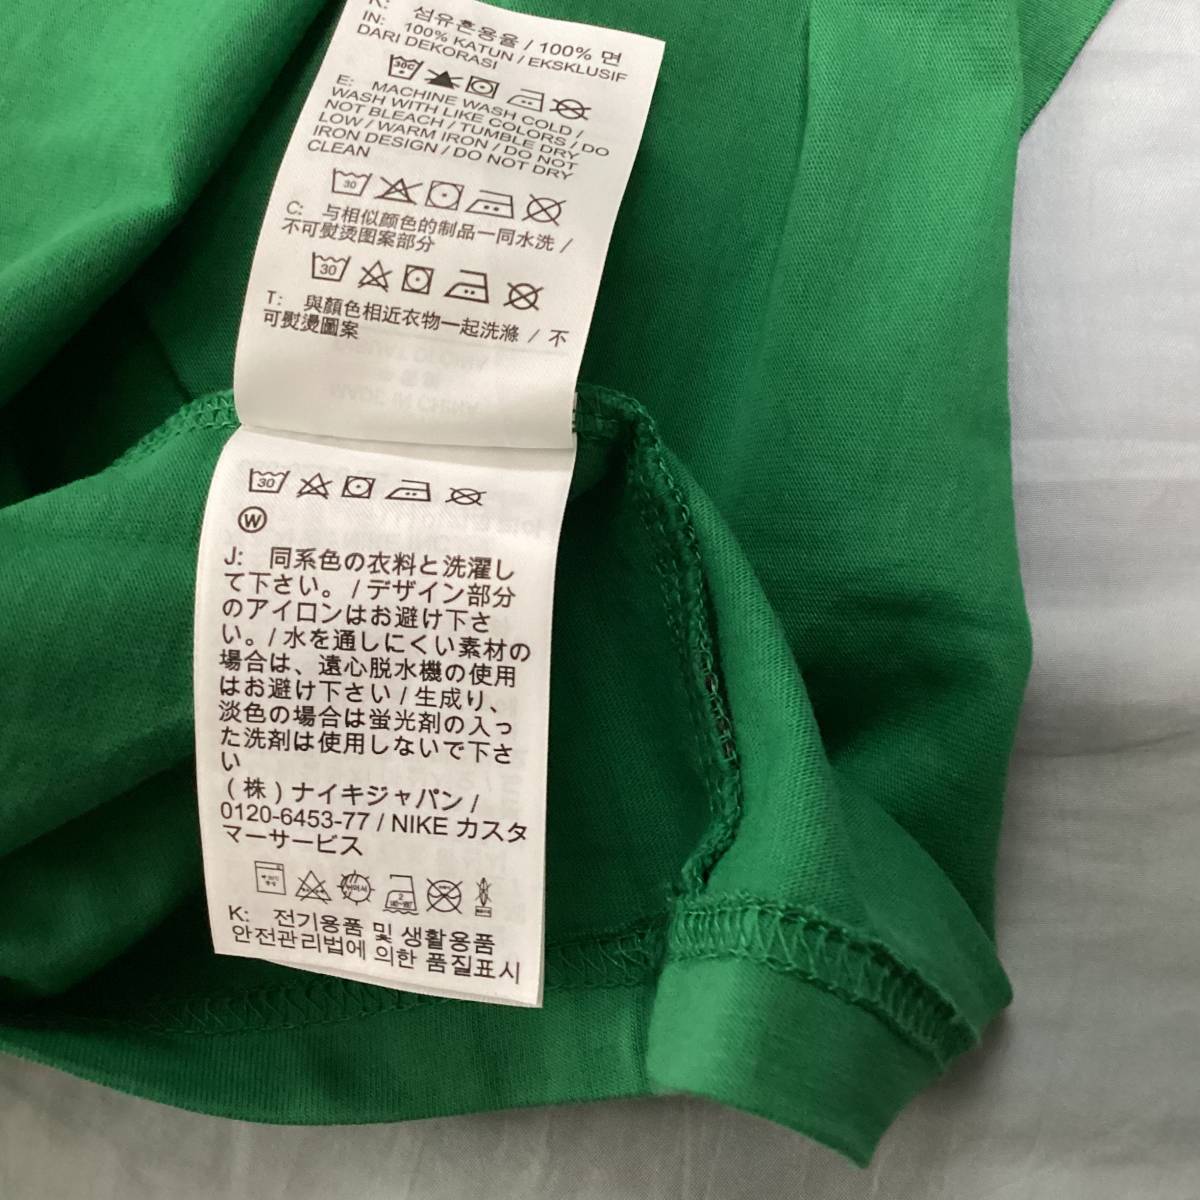 K: 섬유혼용율 / 100% 면
IN: 100% KATUN / EKSKLUSIF
DARI DEKORASI
30C
E: MACHINE WASH COLD /
WASH WITH LIKE COLORS / DO
NOT BLEACH / TUMBLE DRY
LOW / WARM IRON / DO NOT
IRON DESIGN / DO NOT DRY
CLEAN
30
C: 与相似颜色的制品一同水洗 /
不可熨烫图案部分
30
T: 與顏色相近衣物一起洗滌 / 不
可熨燙圖案
30
W
J: 同系色の衣料と洗濯し
て下さい。 / デザイン部分
のアイロンはお避け下さ
い。/ 水を通しにくい素材の
場合は、遠心脱水機の使用
はお避け下さい / 生成り、
淡色の場合は蛍光剤の入っ
た洗剤は使用しないで下さ
い
(株) ナイキジャパン /
0120-6453-77 / NIKE カスタ
マーサービス
K: 전기용품 및 생활용품
안전관리법에 의한 품질표시